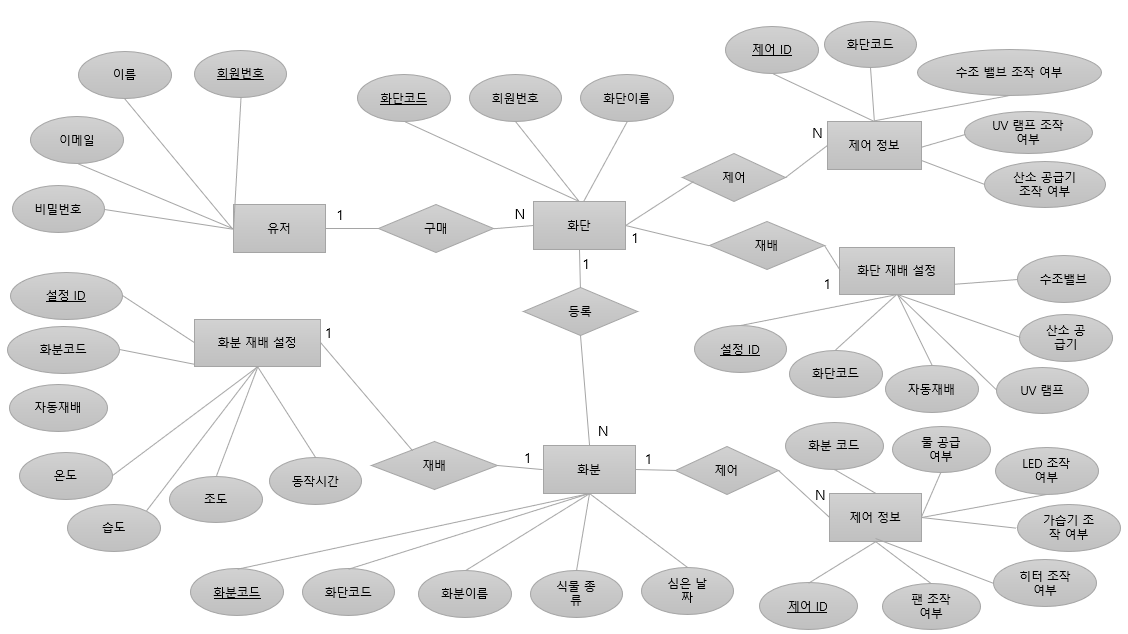 이름
회원번호
이메일
비밀번호
유저
1
구매
N
화단코드
회원번호
화단이름
화단
1
1
제어
N
제어 정보
제어 ID
화단코드
수조 밸브 조작 여부
UV 램프 조작
여부
산소 공급기
조작 여부
재배
1
화단 재배 설정
수조밸브
산소 공
급기
UV 램프
자동재배
화단코드
설정 ID
등록
N
설정 ID
화분코드
자동재배
온도
습도
조도
동작시간
화분 재배 설정
1
재배
1
화분
1
제어
N
제어 정보
화분 코드
물 공급
여부
LED 조작
여부
가습기 조
작 여부
히터 조작
여부
팬 조작
여부
제어 ID
화분코드
화단코드
화분이름
식물 종
류
심은 날
짜